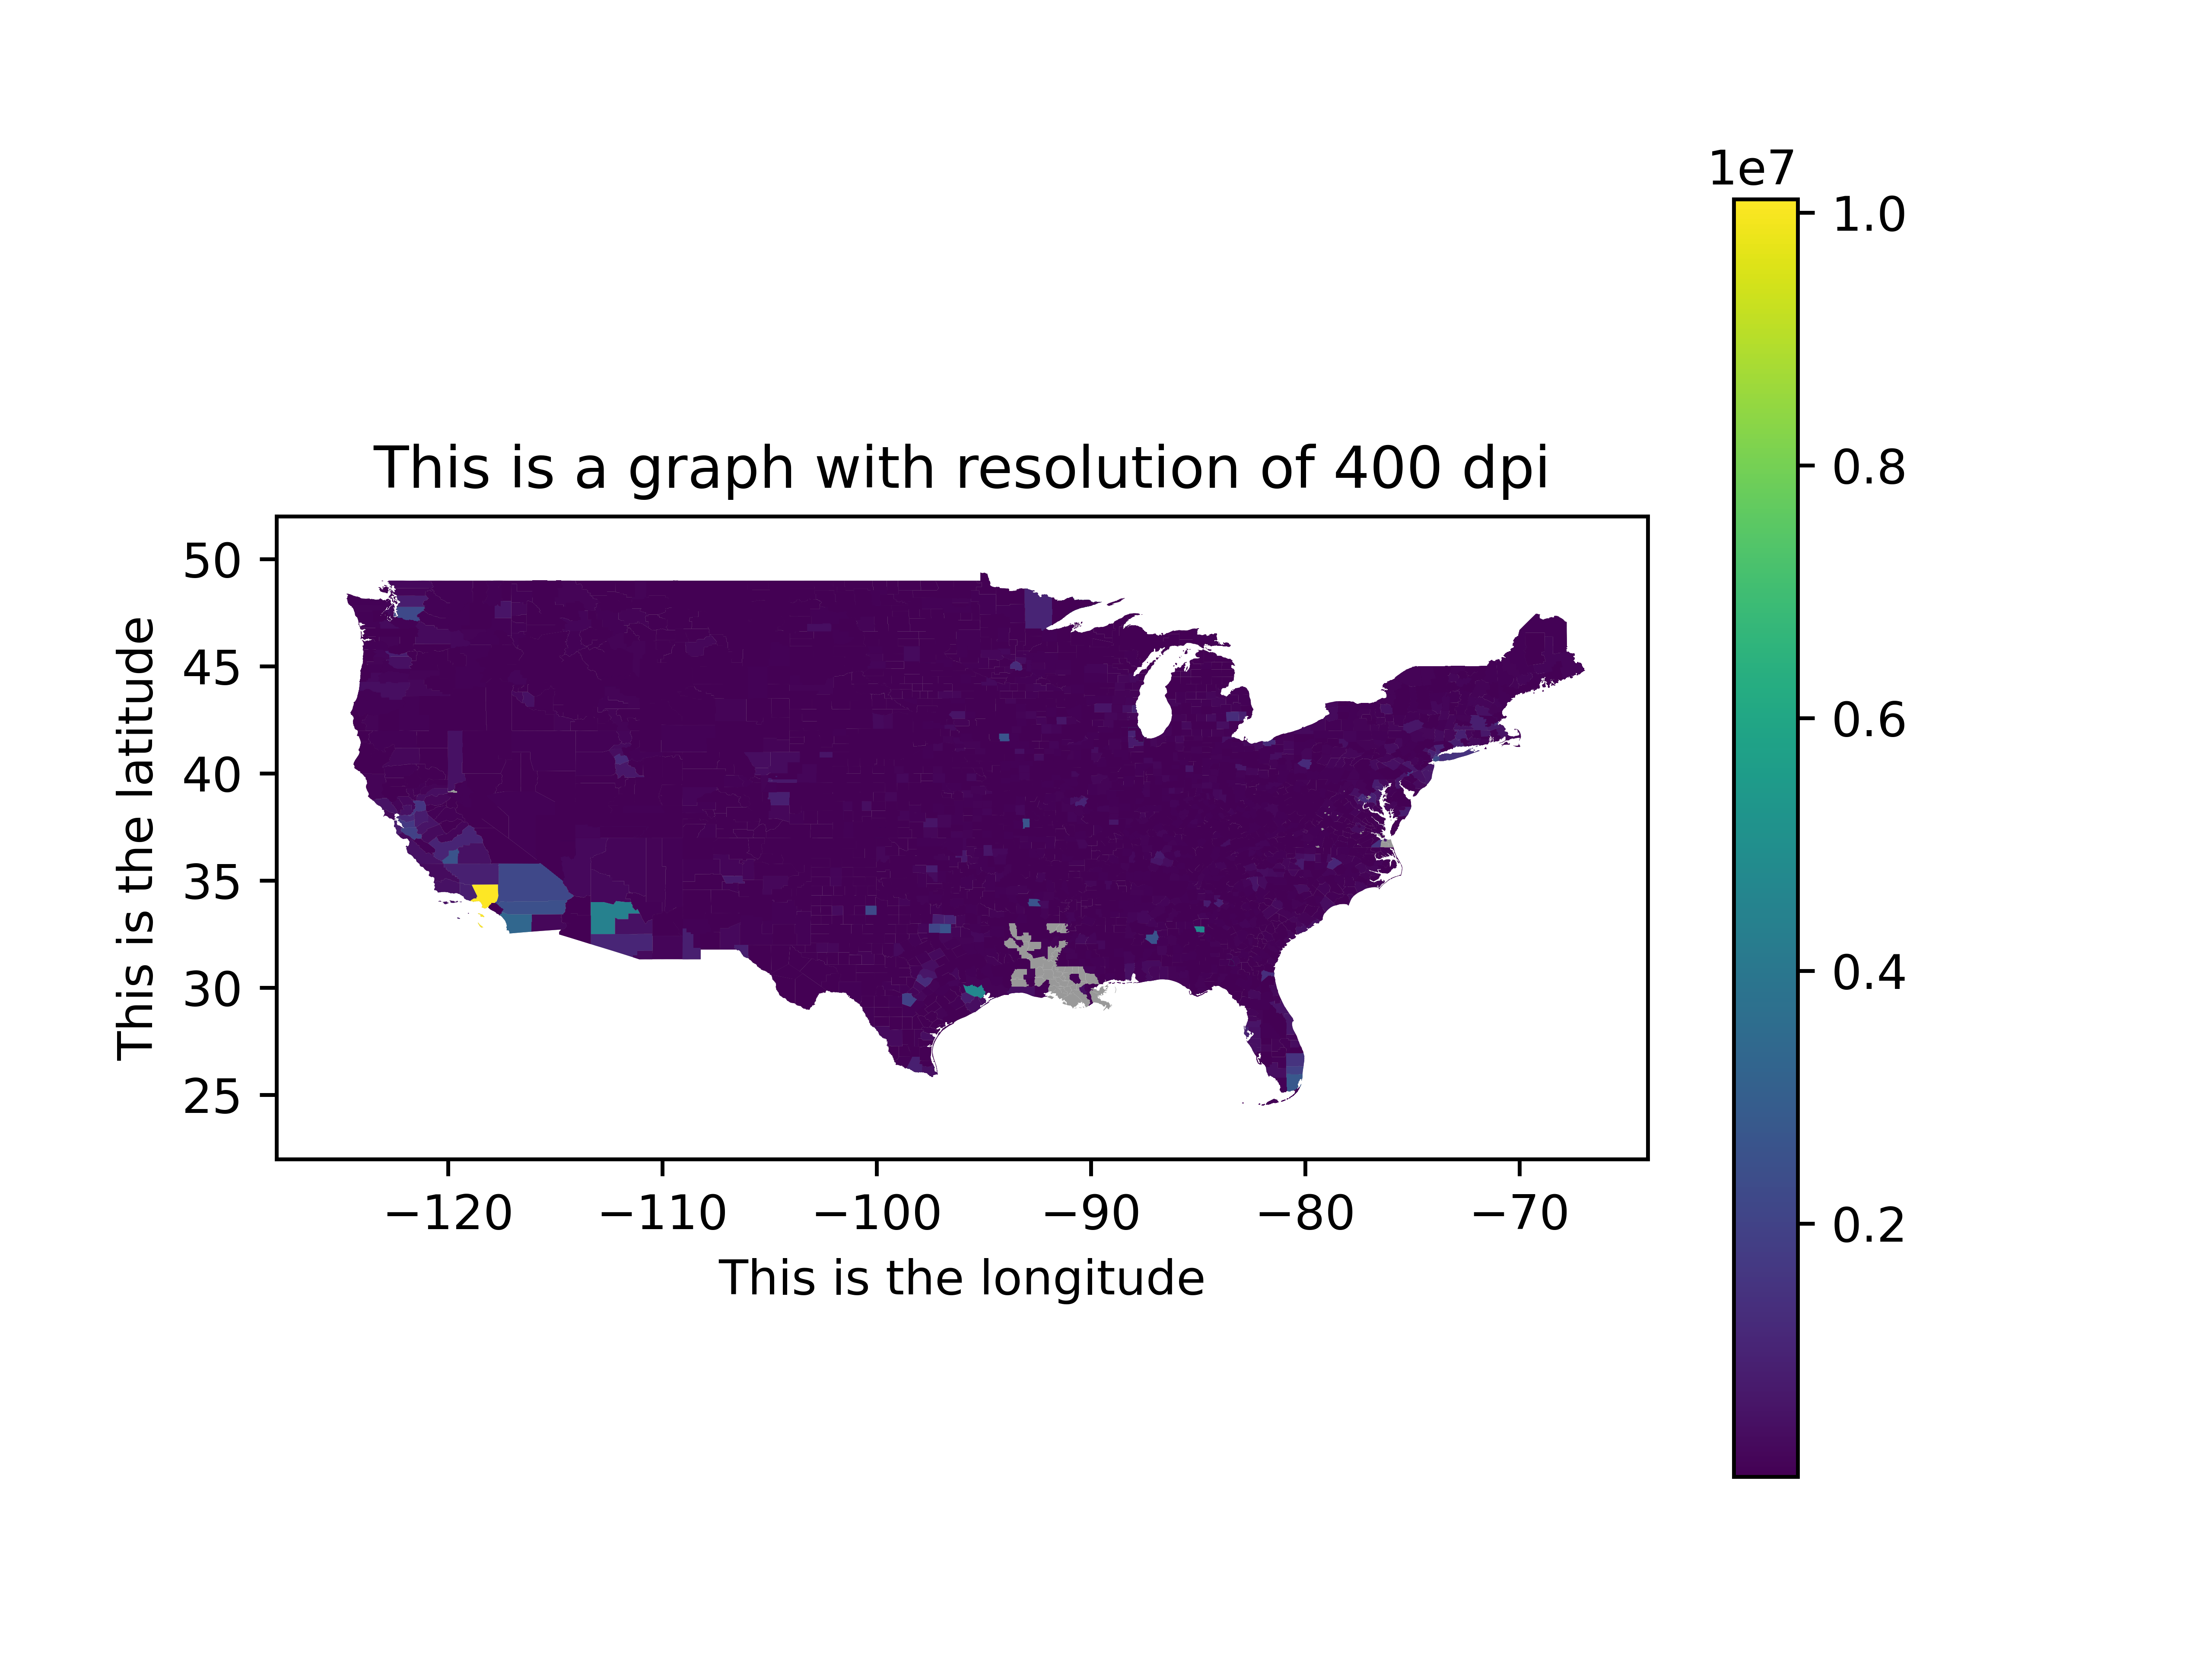 1e7
1.0
0.8
0.6
0.4
0.2
This is a graph with resolution of 400 dpi
This is the latitude
50
45
40
35
30
25
−120 −110 −100 −90 −80 −70
This is the longitude